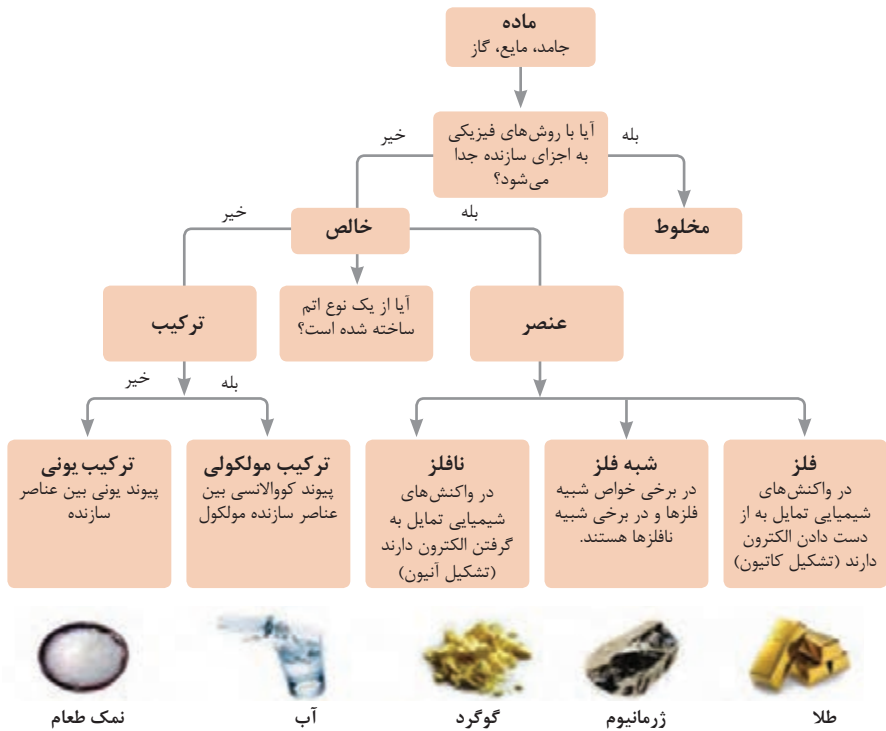 ماده
جامد، مایع، گاز
آیا با روش‌های فیزیکی
به اجزای سازنده جدا
می‌شود؟
بله
خیر
مخلوط
خالص
بله
خیر
عنصر
آیا از یک نوع اتم
ساخته شده است؟
ترکیب
بله
خیر
فلز
در واکنش‌های
شیمیایی تمایل به از
دست دادن الکترون
دارند (تشکیل کاتیون)
شبه فلز
در برخی خواص شبیه
فلزها و در برخی شبیه
نافلزها هستند.
نافلز
در واکنش‌های
شیمیایی تمایل به
گرفتن الکترون دارند
(تشکیل آنیون)
ترکیب مولکولی
پیوند کووالانسی بین
عناصر سازنده مولکول
ترکیب یونی
پیوند یونی بین عناصر
سازنده
طلا
ژرمانیوم
گوگرد
آب
نمک طعام